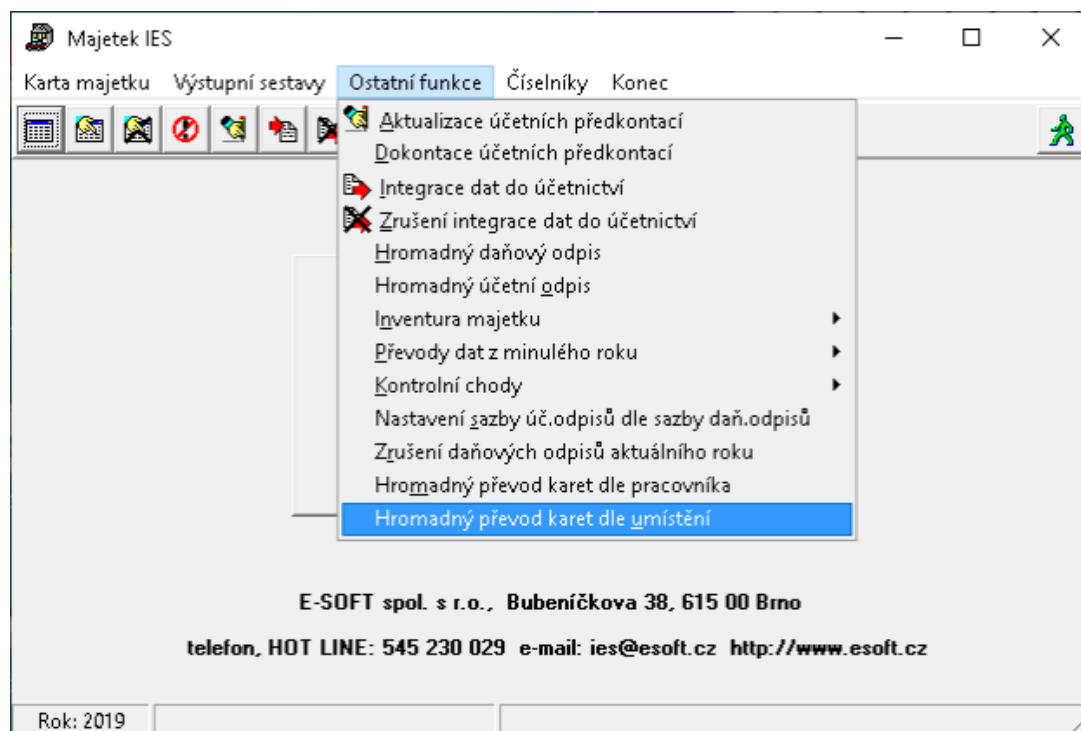 Majetek IES
Karta majetku Výstupní sestavy Ostatní funkce Číselníky Konec
Aktualizace účetních předkontací
Dokontace účetních předkontací
Integrace dat do účetnictví
Zrušení integrace dat do účetnictví
Hromadný daňový odpis
Hromadný účetní odpis
Inventura majetku
Převody dat z minulého roku
Kontrolní chody
Nastavení sazby úč.odpisů dle sazby daň.odpisů
Zrušení daňových odpisů aktuálního roku
Hromadný převod karet dle pracovníka
Hromadný převod karet dle umístění
E-SOFT spol. s r.o., Bubeníčkova 38, 615 00 Brno
telefon, HOT LINE: 545 230 029 e-mail: ies@esoft.cz http://www.esoft.cz
Rok: 2019